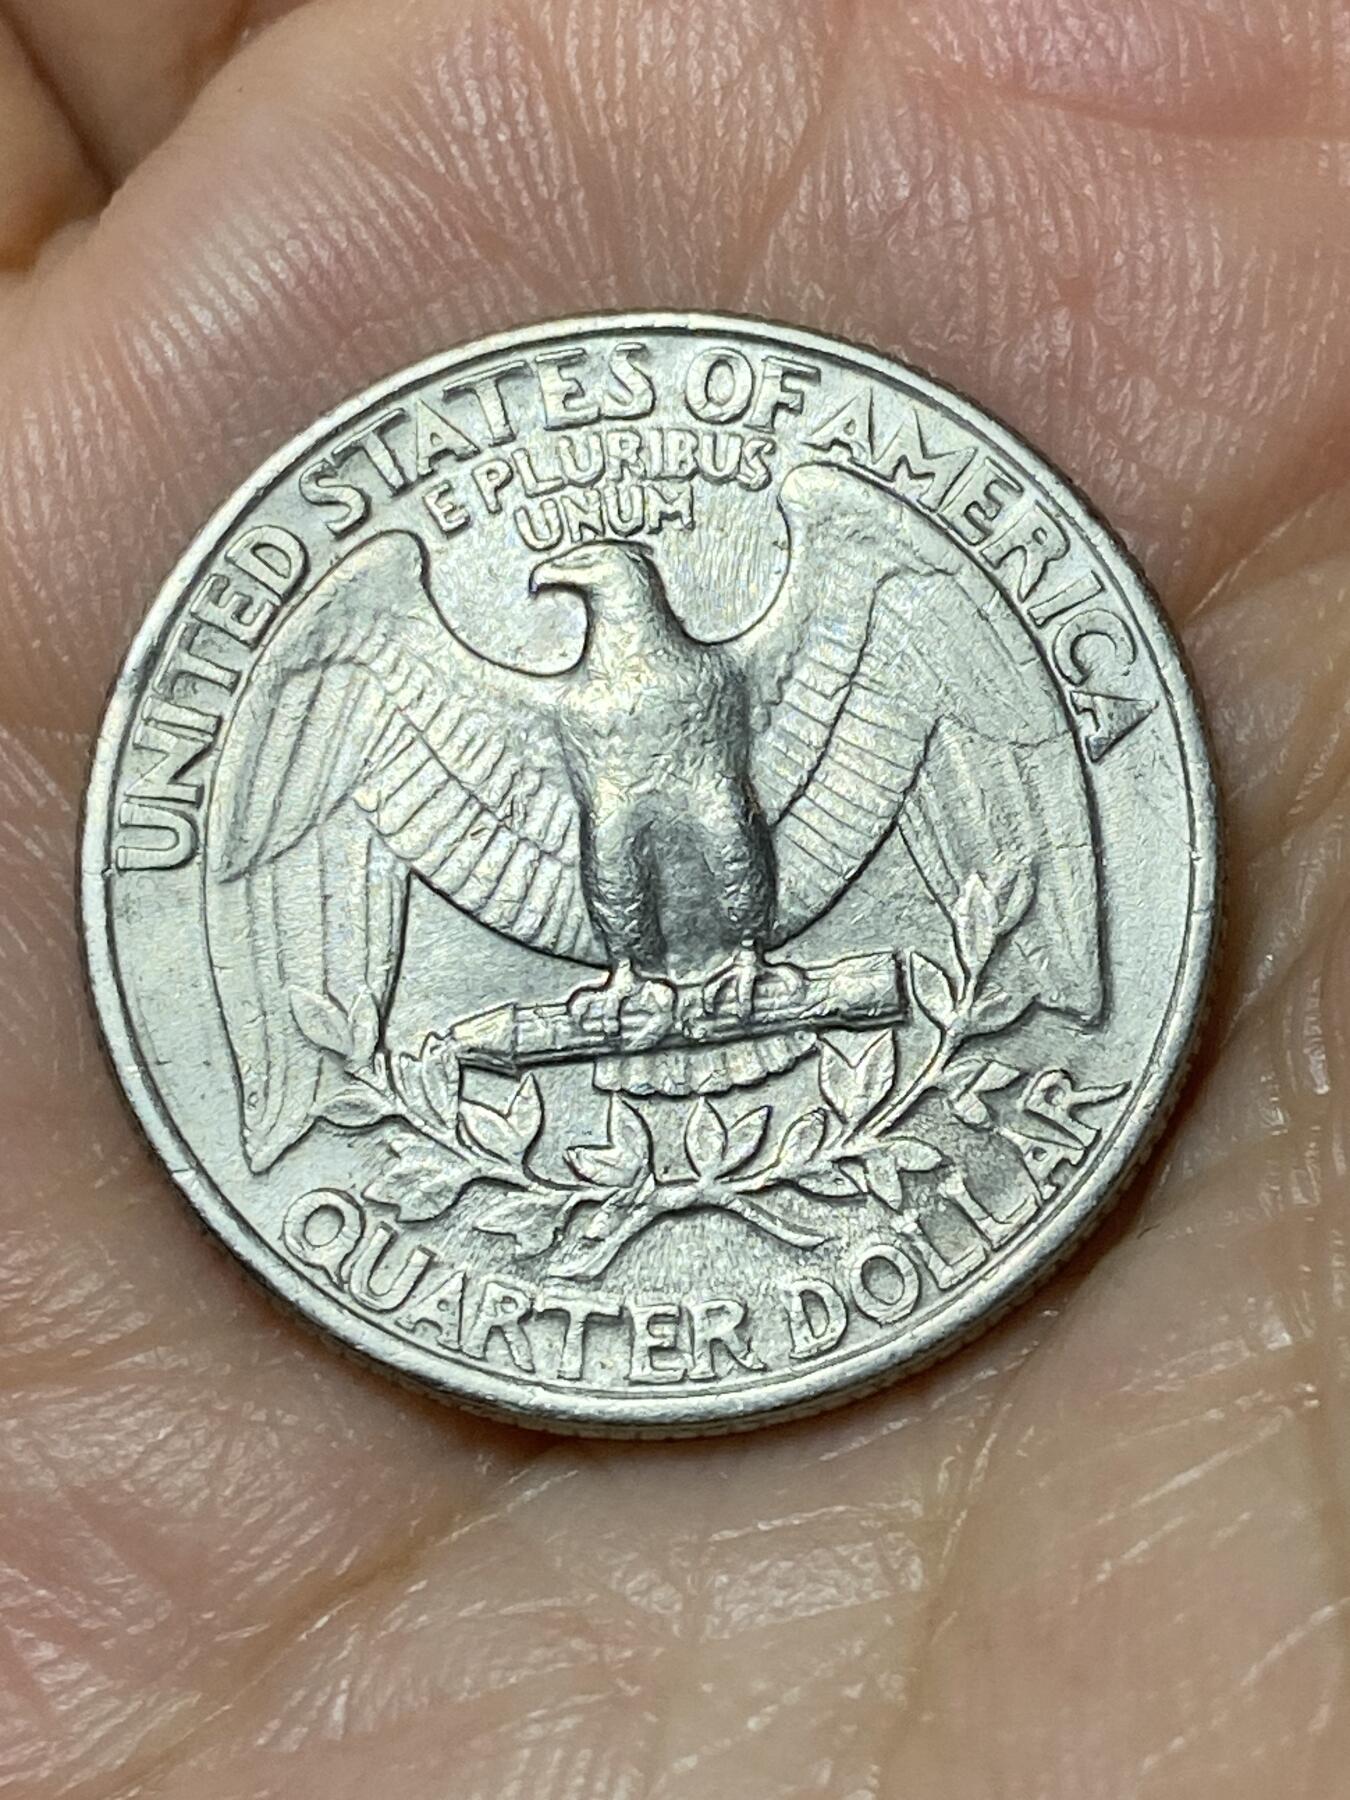 UNITED STATES OF AMERICA
E PLURIBUS
UNUM
QUARTER DOLLAR